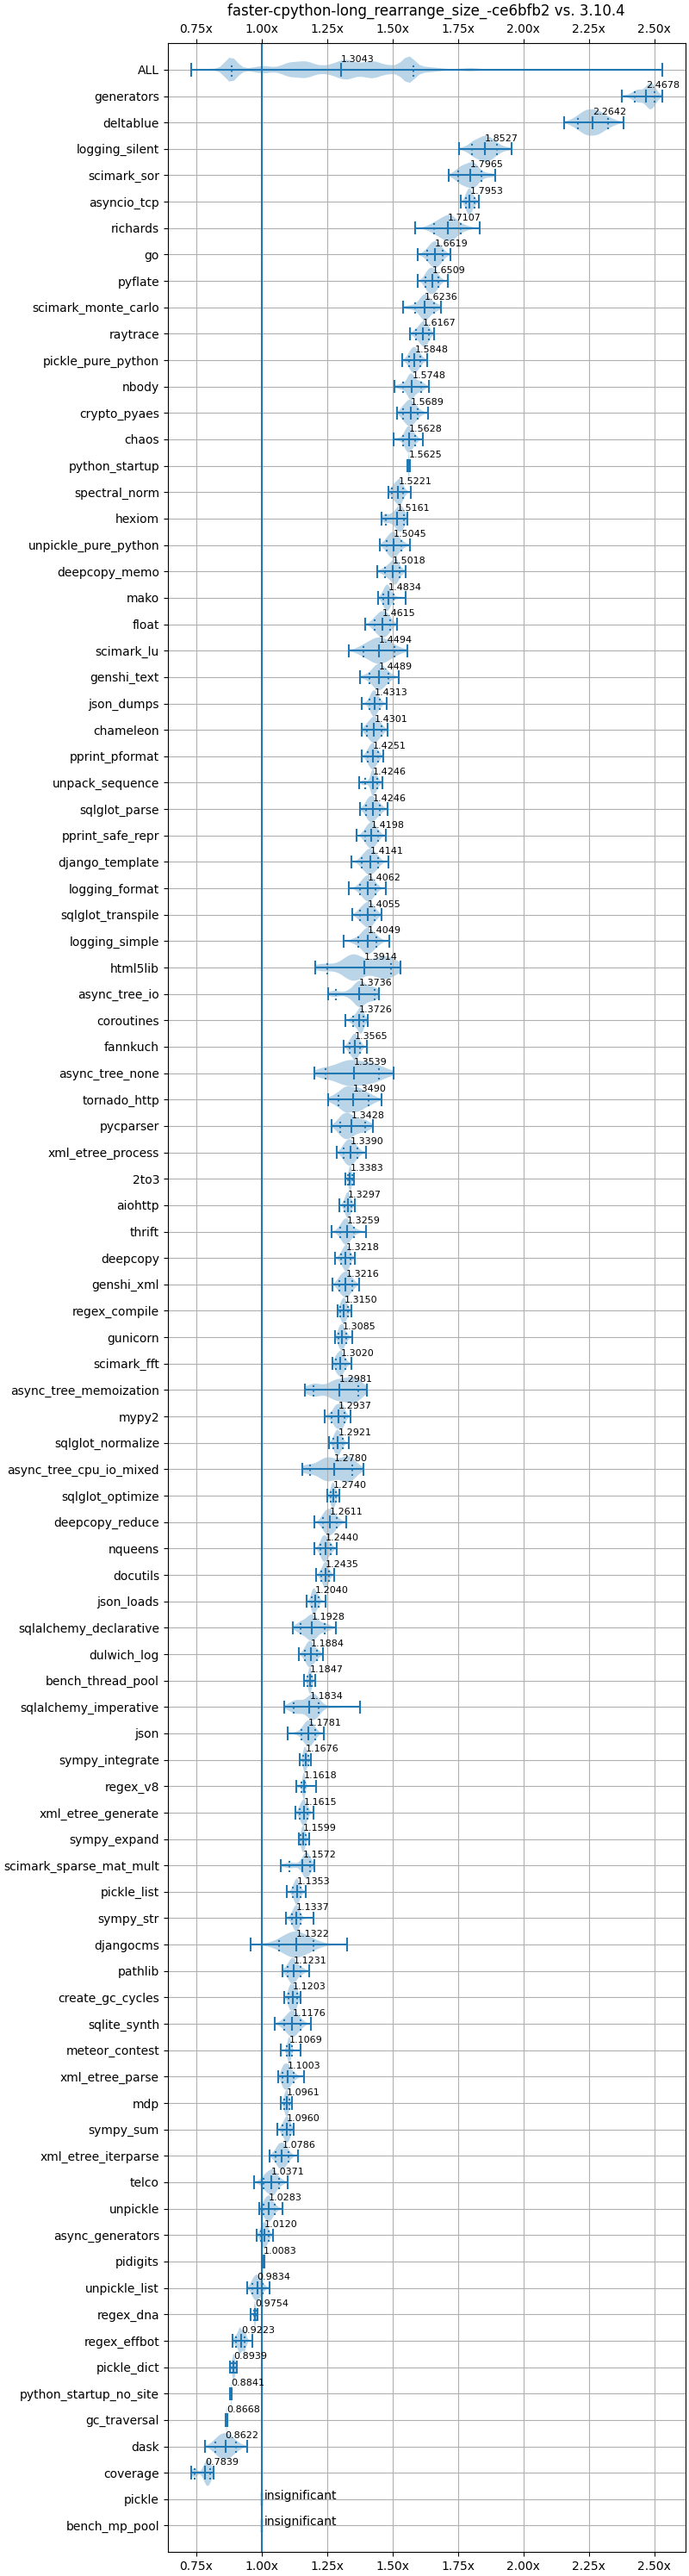 faster-cpython-long_rearrange_size_-ce6bfb2 vs. 3.10.4
0.75x 1.00x 1.25x 1.50x 1.75x 2.00x 2.25x 2.50x
ALL 1.3043
generators 2.4678
deltablue 2.2642
logging_silent 1.8527
scimark_sor 1.7965
asyncio_tcp 1.7953
richards 1.7107
go 1.6619
pyflate 1.6509
scimark_monte_carlo 1.6236
raytrace 1.6167
pickle_pure_python 1.5848
nbody 1.5748
crypto_pyaes 1.5689
chaos 1.5628
python_startup 1.5625
spectral_norm 1.5221
hexiom 1.5161
unpickle_pure_python 1.5045
deepcopy_memo 1.5018
mako 1.4834
float 1.4615
scimark_lu 1.4494
genshi_text 1.4489
json_dumps 1.4313
chameleon 1.4301
pprint_pformat 1.4251
unpack_sequence 1.4246
sqlglot_parse 1.4246
pprint_safe_repr 1.4198
django_template 1.4141
logging_format 1.4062
sqlglot_transpile 1.4055
logging_simple 1.4049
html5lib 1.3914
async_tree_io 1.3736
coroutines 1.3726
fannkuch 1.3565
async_tree_none 1.3539
tornado_http 1.3490
pycparser 1.3428
xml_etree_process 1.3390
2to3 1.3383
aiohttp 1.3297
thrift 1.3259
deepcopy 1.3218
genshi_xml 1.3216
regex_compile 1.3150
gunicorn 1.3085
scimark_fft 1.3020
async_tree_memoization 1.2981
mypy2 1.2937
sqlglot_normalize 1.2921
async_tree_cpu_io_mixed 1.2780
sqlglot_optimize 1.2740
deepcopy_reduce 1.2611
nqueens 1.2440
docutils 1.2435
json_loads 1.2040
sqlalchemy_declarative 1.1928
dulwich_log 1.1884
bench_thread_pool 1.1847
sqlalchemy_imperative 1.1834
json 1.1781
sympy_integrate 1.1676
regex_v8 1.1618
xml_etree_generate 1.1615
sympy_expand 1.1599
scimark_sparse_mat_mult 1.1572
pickle_list 1.1353
sympy_str 1.1337
djangocms 1.1322
pathlib 1.1231
create_gc_cycles 1.1203
sqlite_synth 1.1176
meteor_contest 1.1069
xml_etree_parse 1.1003
mdp 1.0961
sympy_sum 1.0960
xml_etree_iterparse 1.0786
telco 1.0371
unpickle 1.0283
async_generators 1.0120
pidigits 1.0083
unpickle_list 0.9834
regex_dna 0.9754
regex_effbot 0.9223
pickle_dict 0.8939
python_startup_no_site 0.8841
gc_traversal 0.8668
dask 0.8622
coverage 0.7839
pickle insignificant
bench_mp_pool insignificant
0.75x 1.00x 1.25x 1.50x 1.75x 2.00x 2.25x 2.50x